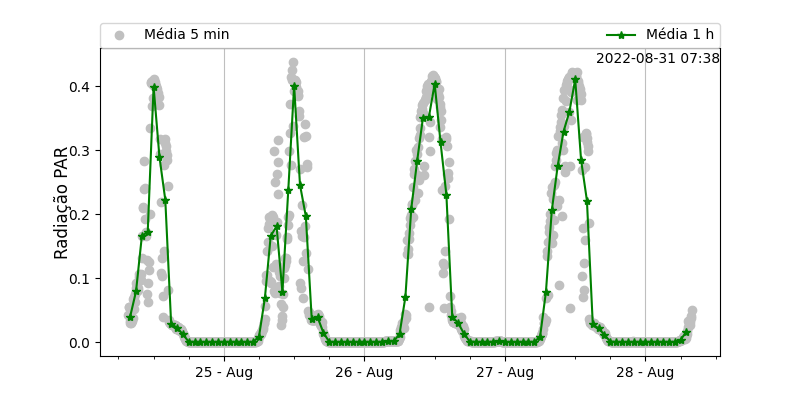 Média 5 min
Média 1 h
2022-08-31 07:38
Radiação PAR
0.4
0.3
0.2
0.1
0.0
25 - Aug
26 - Aug
27 - Aug
28 - Aug